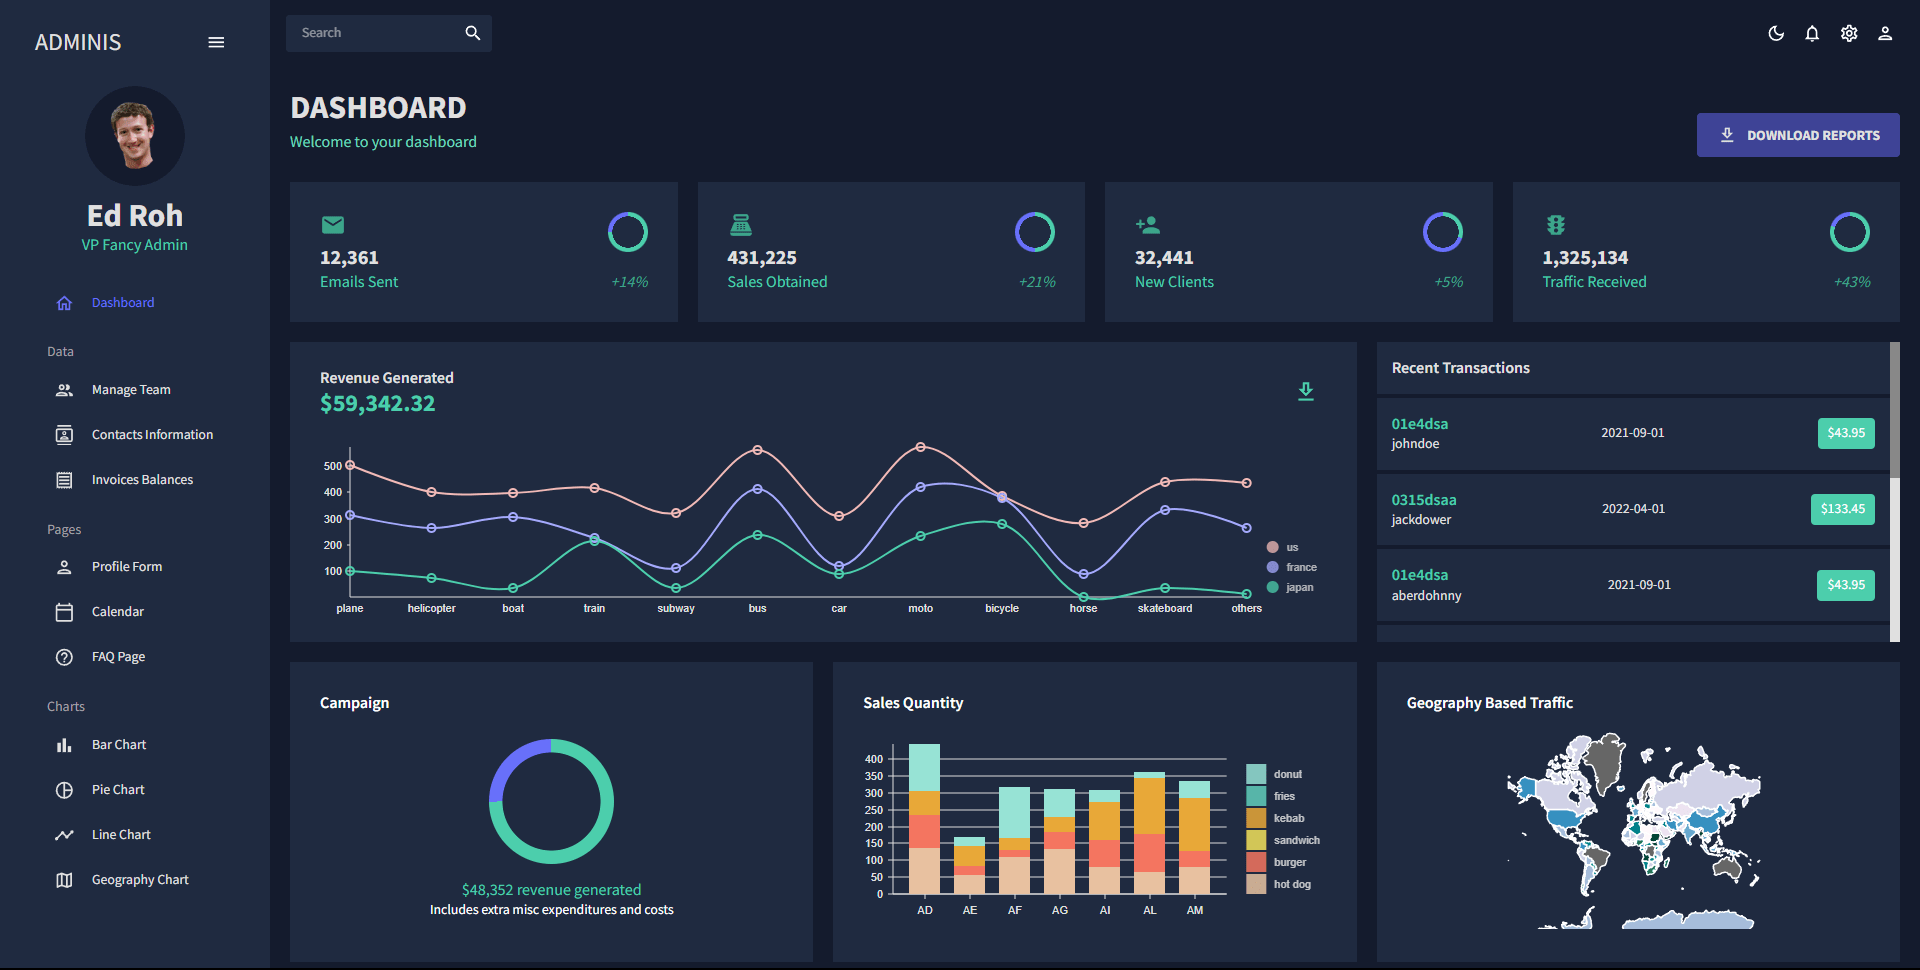 ADMINIS
Ed Roh
VP Fancy Admin
Dashboard
Data
Manage Team
Contacts Information
Invoices Balances
Pages
Profile Form
Calendar
FAQ Page
Charts
Bar Chart
Pie Chart
Line Chart
Geography Chart
Search
DASHBOARD
Welcome to your dashboard
DOWNLOAD REPORTS
12,361
Emails Sent
+14%
431,225
Sales Obtained
+21%
32,441
New Clients
+5%
1,325,134
Traffic Received
+43%
Revenue Generated
$59,342.32
500
400
300
200
100
plane helicopter boat train subway bus car moto bicycle horse skateboard others
us
france
japan
Recent Transactions
01e4dsa
johndoe
2021-09-01
$43.95
0315dsaa
jackdower
2022-04-01
$133.45
01e4dsa
aberdohnny
2021-09-01
$43.95
Campaign
$48,352 revenue generated
Includes extra misc expenditures and costs
Sales Quantity
400
350
300
250
200
150
100
50
0
AD AE AF AG AI AL AM
donut
fries
kebab
sandwich
burger
hot dog
Geography Based Traffic